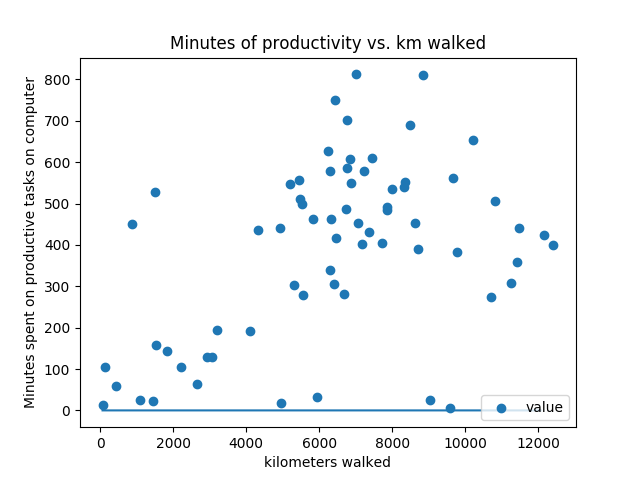 Minutes of productivity vs. km walked
Minutes spent on productive tasks on computer
800
700
600
500
400
300
200
100
0
value
0 2000 4000 6000 8000 10000 12000
kilometers walked